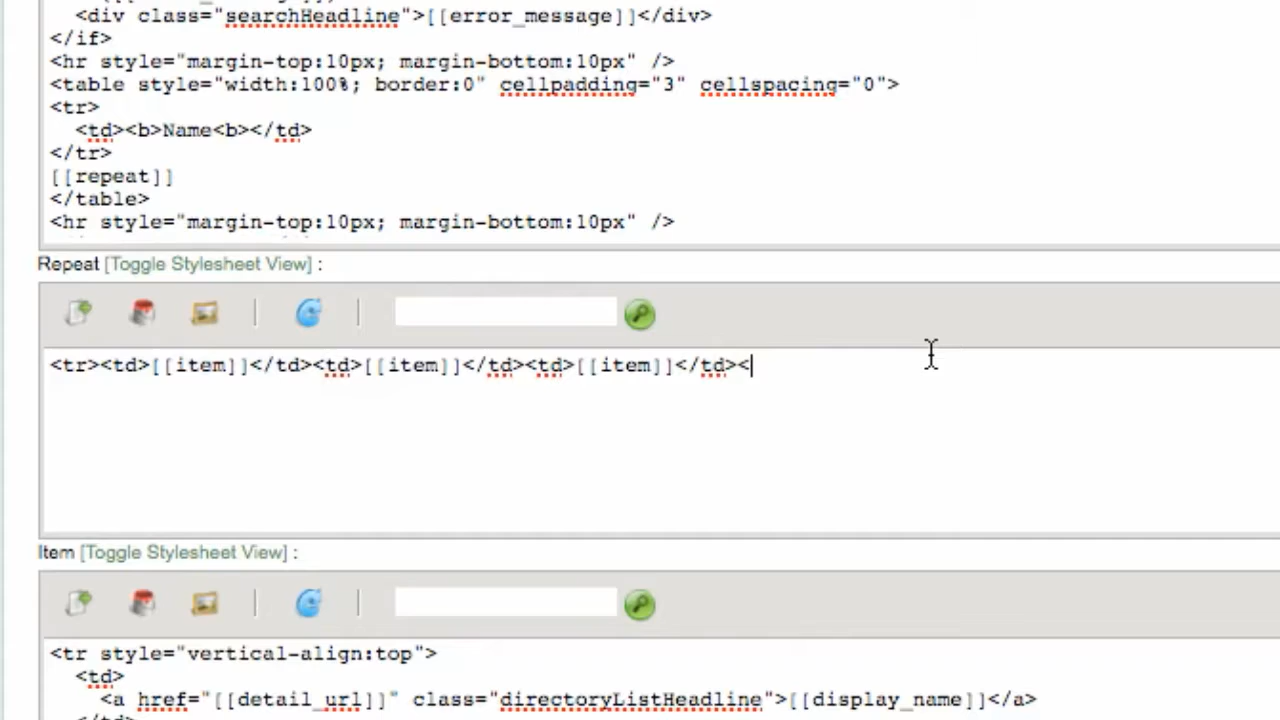 <div class="searchHeadline">[[error_message]]</div>
</if>
<hr style="margin-top:10px; margin-bottom:10px" />
<table style="width:100%; border:0" cellpadding="3" cellspacing="0">
<tr>
<td><b>Name<b></td>
</tr>
[[repeat]]
</table>
<hr style="margin-top:10px; margin-bottom:10px" />
Repeat [Toggle Stylesheet View] :
<tr><td>[[item]]</td><td>[[item]]</td><td>[[item]]</td><
Item [Toggle Stylesheet View] :
<tr style="vertical-align:top">
<td>
<a href="[[detail_url]]" class="directoryListHeadline">[[display_name]]</a>